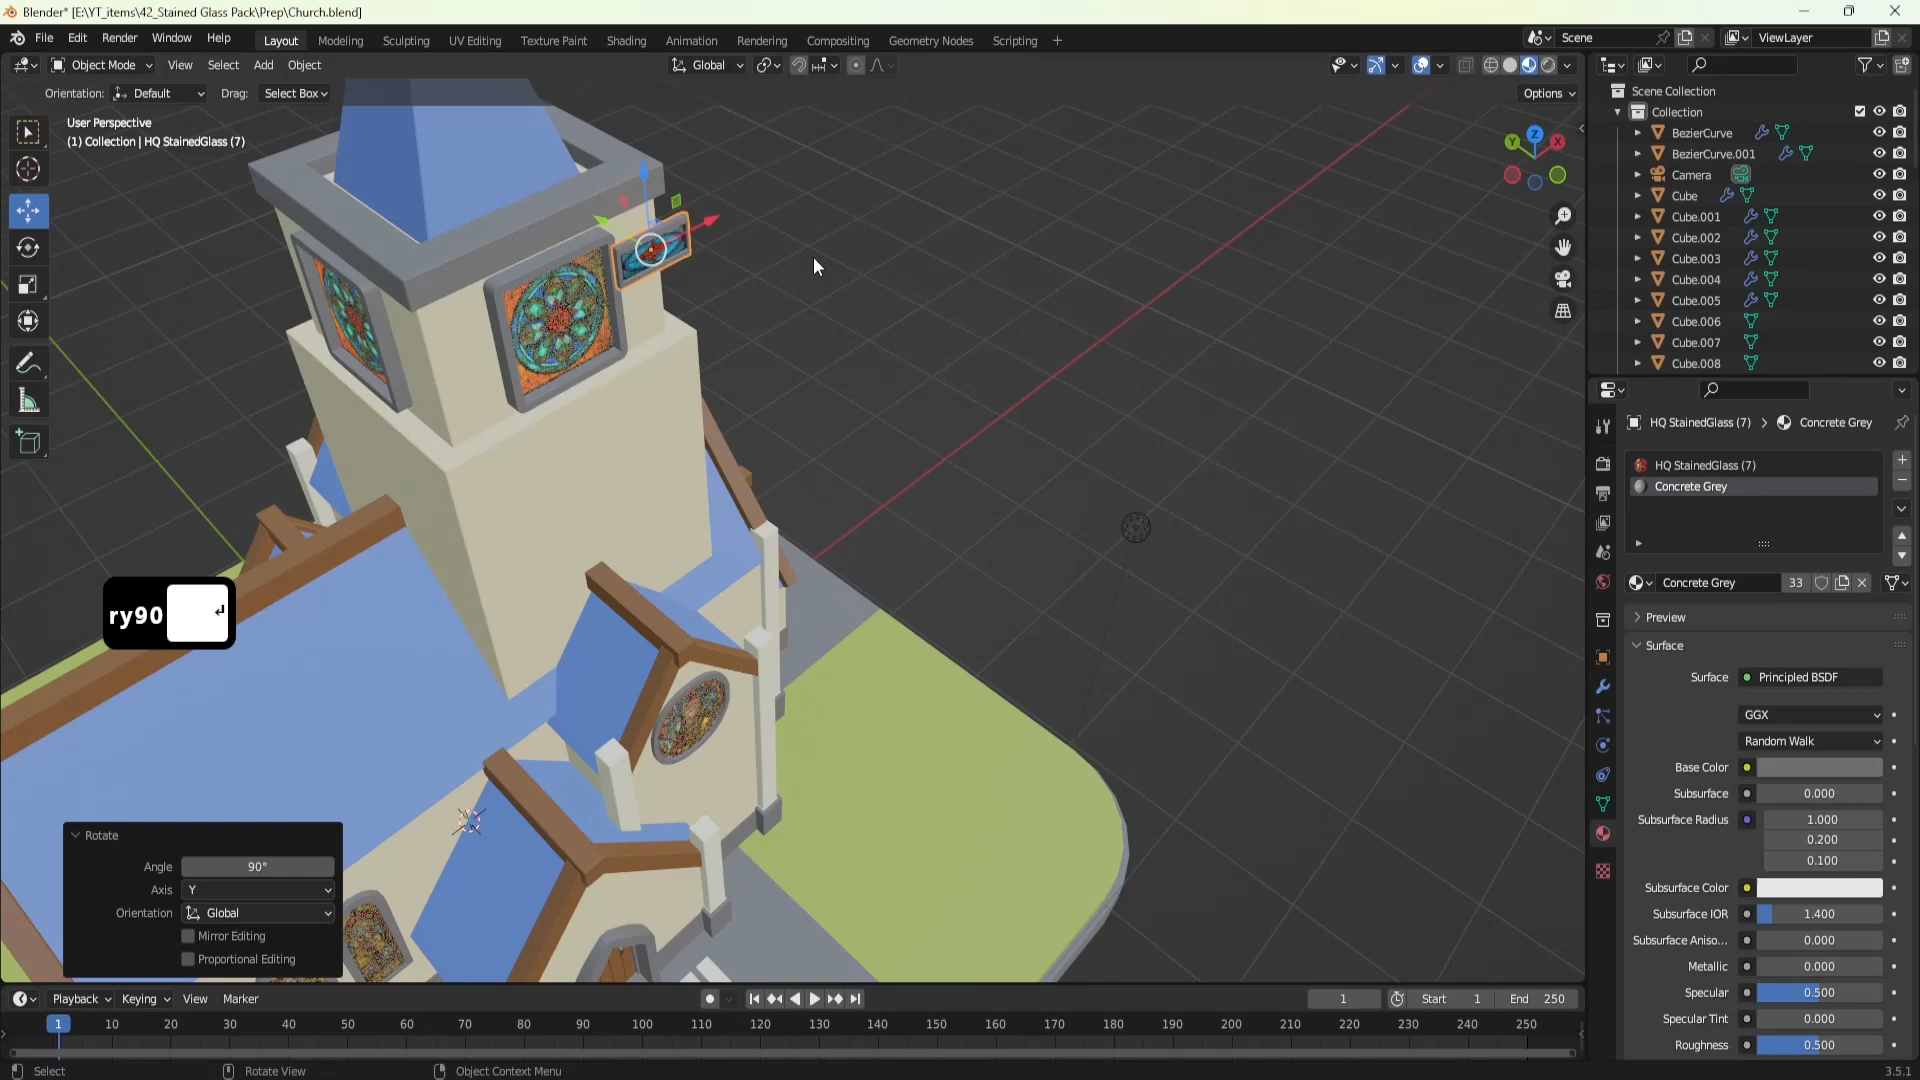 Blender* [E:\YT_items\42_Stained Glass Pack\Prep\Church.blend]
File Edit Render Window Help Layout Modeling Sculpting UV Editing Texture Paint Shading Animation Rendering Compositing Geometry Nodes Scripting + Scene ViewLayer
Object Mode View Select Add Object Global
Orientation: Default Drag: Select Box Options
User Perspective
(1) Collection | HQ StainedGlass (7)
Z
Y
X
Scene Collection
Collection
BezierCurve
BezierCurve.001
Camera
Cube
Cube.001
Cube.002
Cube.003
Cube.004
Cube.005
Cube.006
Cube.007
Cube.008
HQ StainedGlass (7) > Concrete Grey
HQ StainedGlass (7)
Concrete Grey
Concrete Grey 33
Preview
Surface
Surface Principled BSDF
GGX
Random Walk
Base Color
Subsurface 0.000
Subsurface Radius 1.000
0.200
0.100
Subsurface Color
Subsurface IOR 1.400
Subsurface Aniso... 0.000
Metallic 0.000
Specular 0.500
Specular Tint 0.000
Roughness 0.500
ry90
Rotate
Angle 90°
Axis Y
Orientation Global
Mirror Editing
Proportional Editing
Playback Keying View Marker 1 Start 1 End 250
1 10 20 30 40 50 60 70 80 90 100 110 120 130 140 150 160 170 180 190 200 210 220 230 240 250
Select Rotate View Object Context Menu 3.5.1